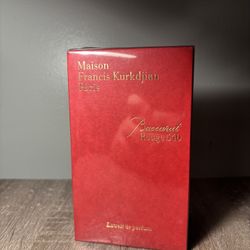 Maison
Francis Kurkdjian
Paris
Baccarat
Rouge 540
Extrait de parfum